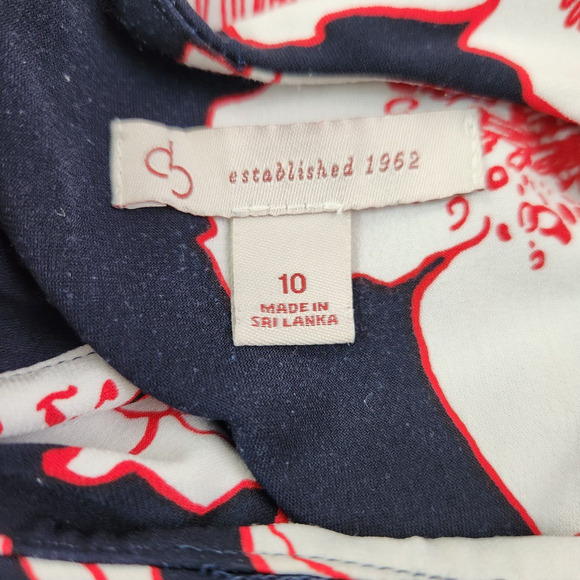 established 1962
10
MADE IN
SRI LANKA